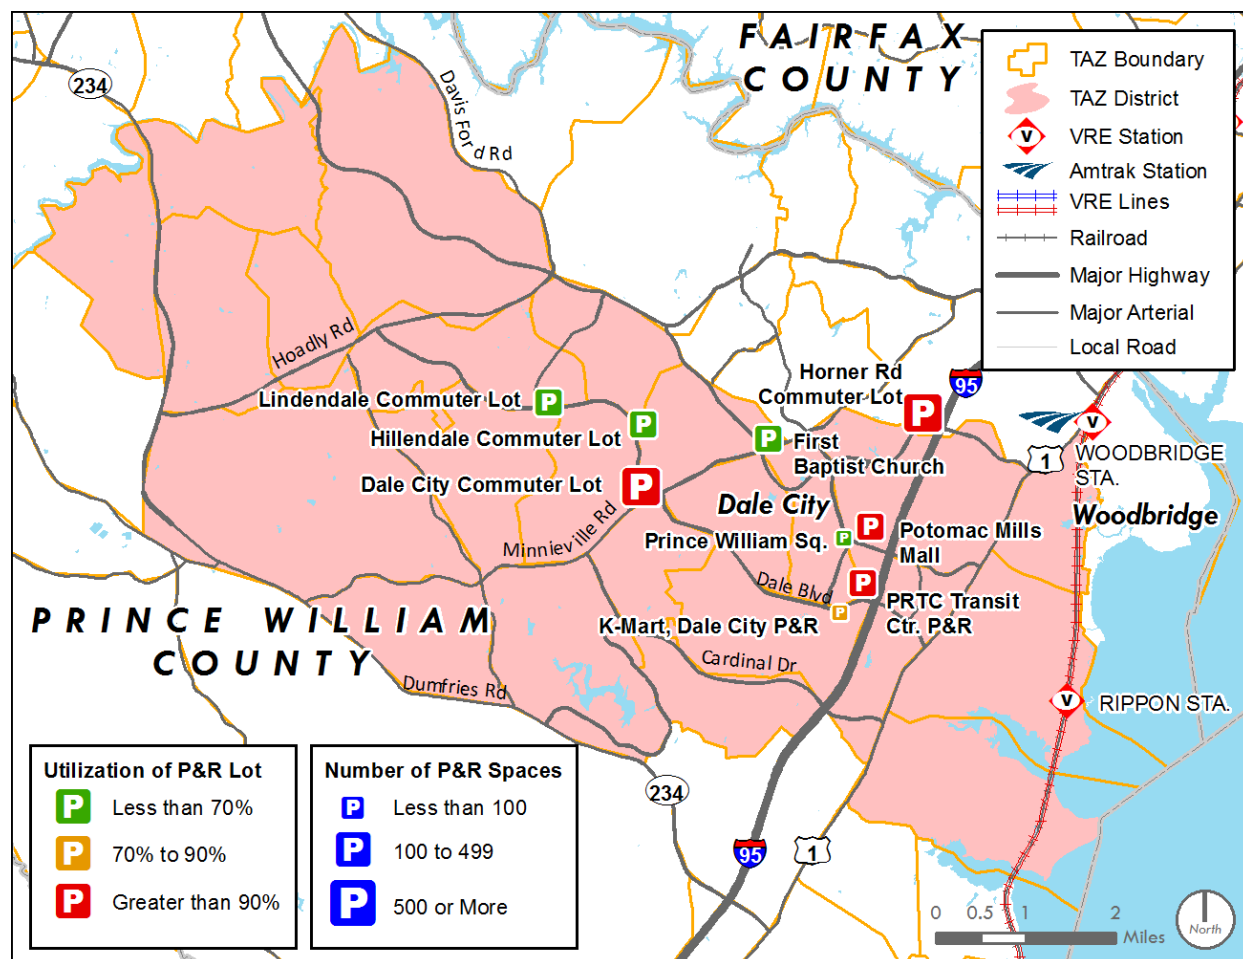 FAIRFAX
COUNTY
234
Davis Ford Rd
TAZ Boundary
TAZ District
V
VRE Station
Amtrak Station
VRE Lines
Railroad
Major Highway
Major Arterial
Local Road
Hoadly Rd
Horner Rd
Commuter Lot
P
95
Lindendale Commuter Lot
P
Hillendale Commuter Lot
P
P
First
Baptist Church
1
V
WOODBRIDGE
STA.
Woodbridge
Dale City Commuter Lot
P
Dale City
Minnieville Rd
Prince William Sq.
P
P
Potomac Mills
Mall
Dale Blvd
P
PRTC Transit
Ctr. P&R
K-Mart, Dale City P&R
P
PRINCE WILLIAM
COUNTY
Cardinal Dr
Dumfries Rd
V
RIPPON STA.
234
95
1
Utilization of P&R Lot
P
Less than 70%
P
70% to 90%
P
Greater than 90%
Number of P&R Spaces
P
Less than 100
P
100 to 499
P
500 or More
0 0.5 1 2
Miles
North